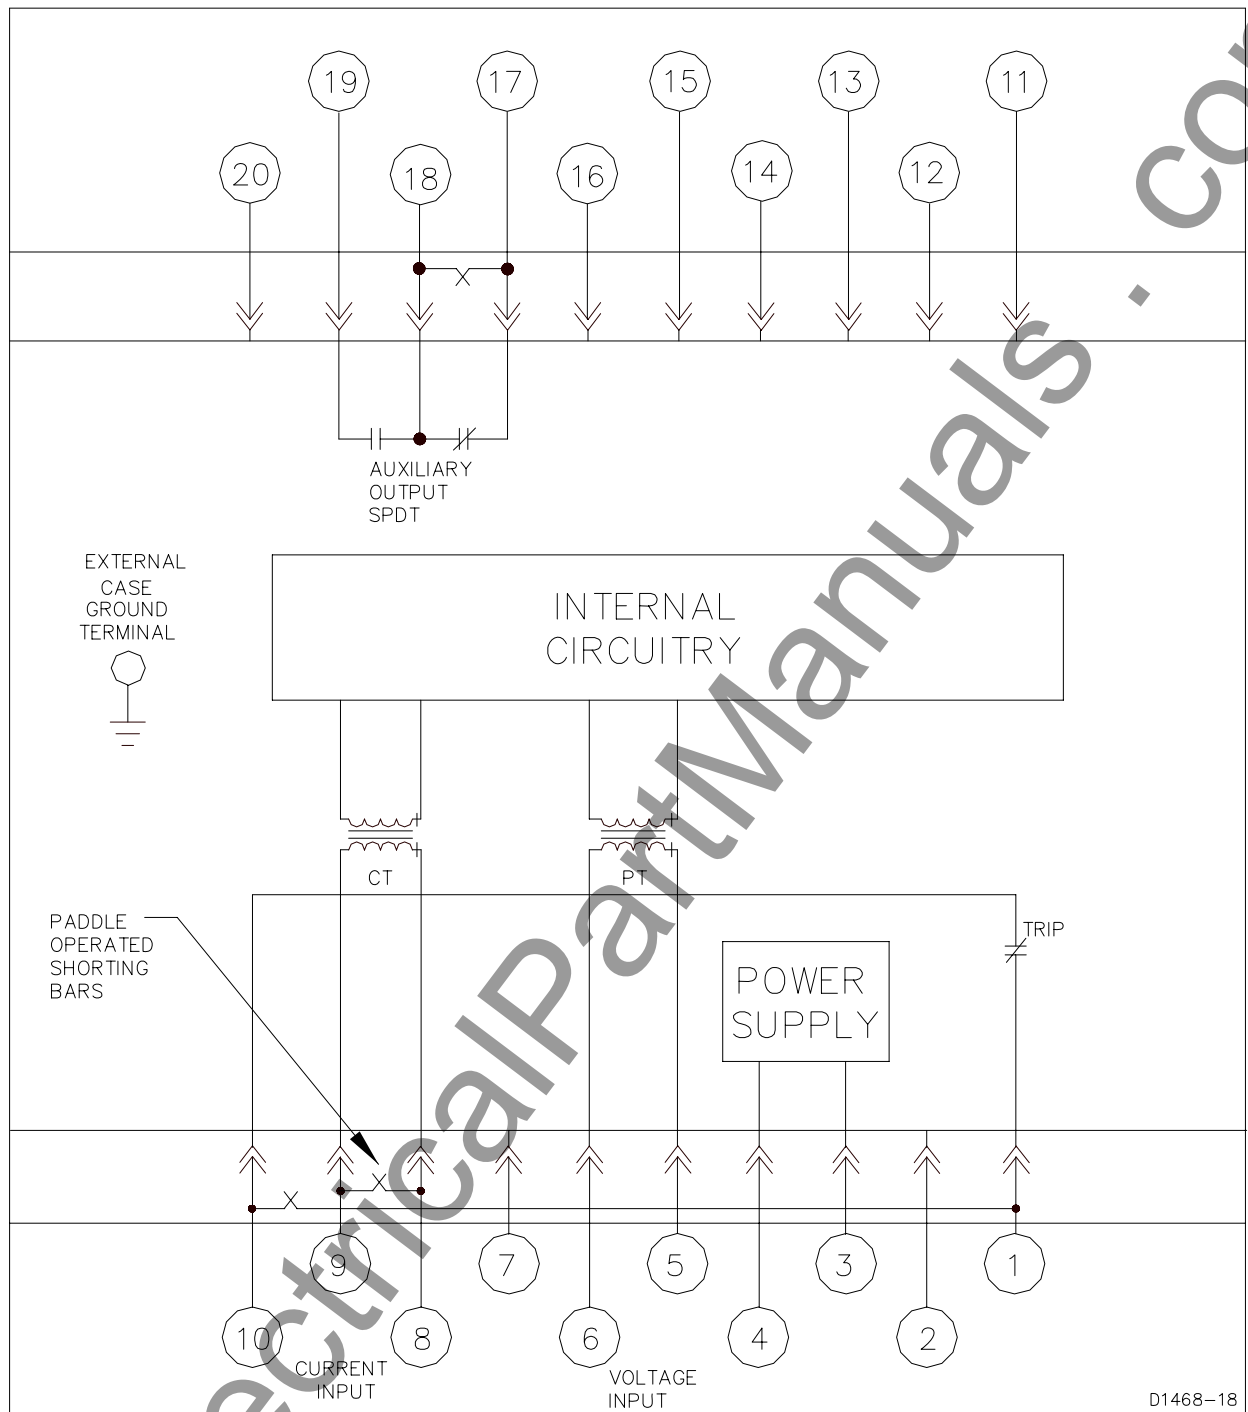 19
17
15
13
11
20
18
16
14
12
AUXILIARY
OUTPUT
SPDT
EXTERNAL
CASE
GROUND
TERMINAL
INTERNAL
CIRCUITRY
CT
PT
PADDLE
OPERATED
SHORTING
BARS
TRIP
POWER
SUPPLY
9
7
5
3
1
10
8
6
4
2
CURRENT
INPUT
VOLTAGE
INPUT
D1468-18
ectricalPartManuals . com